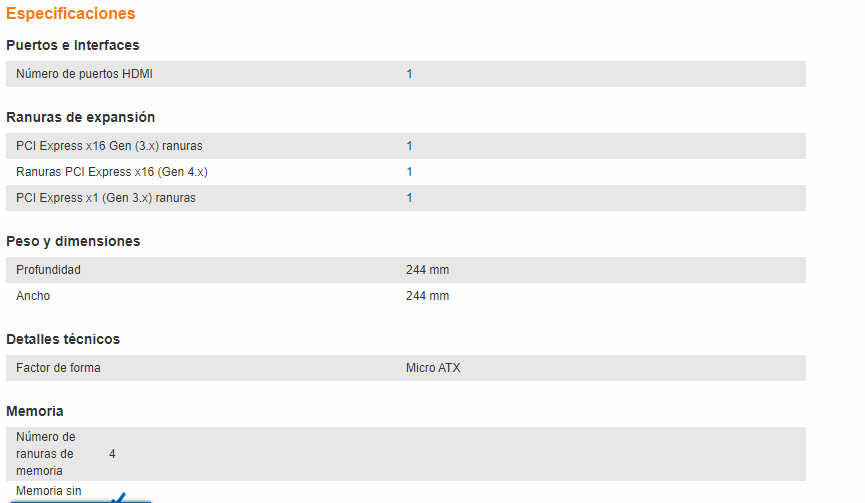 Especificaciones
Puertos e Interfaces
Número de puertos HDMI 1
Ranuras de expansión
PCI Express x16 Gen (3.x) ranuras 1
Ranuras PCI Express x16 (Gen 4.x) 1
PCI Express x1 (Gen 3.x) ranuras 1
Peso y dimensiones
Profundidad 244 mm
Ancho 244 mm
Detalles técnicos
Factor de forma Micro ATX
Memoria
Número de
ranuras de 4
memoria
Memoria sin